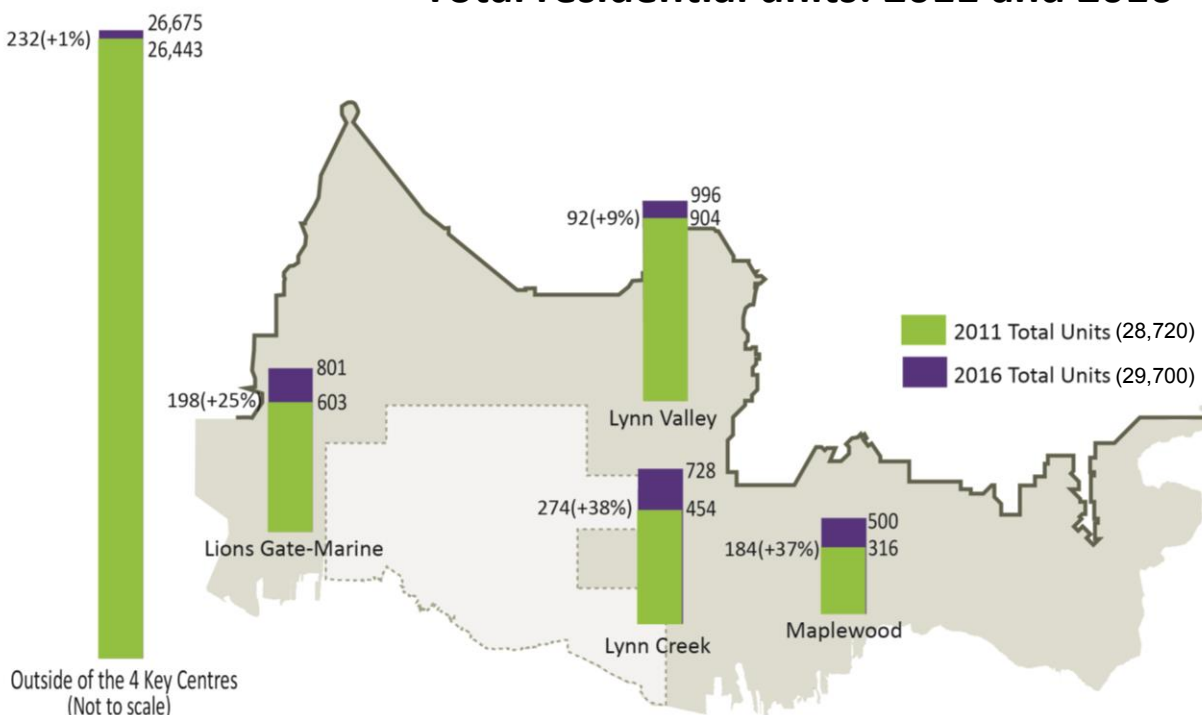 Total residential units: 2011 and 2016
26,675
232(+1%)
26,443
996
92(+9%)
904
2011 Total Units (28,720)
2016 Total Units (29,700)
801
198(+25%)
603
Lynn Valley
728
274(+38%)
454
500
184(+37%)
316
Lions Gate-Marine
Maplewood
Lynn Creek
Outside of the 4 Key Centres
(Not to scale)